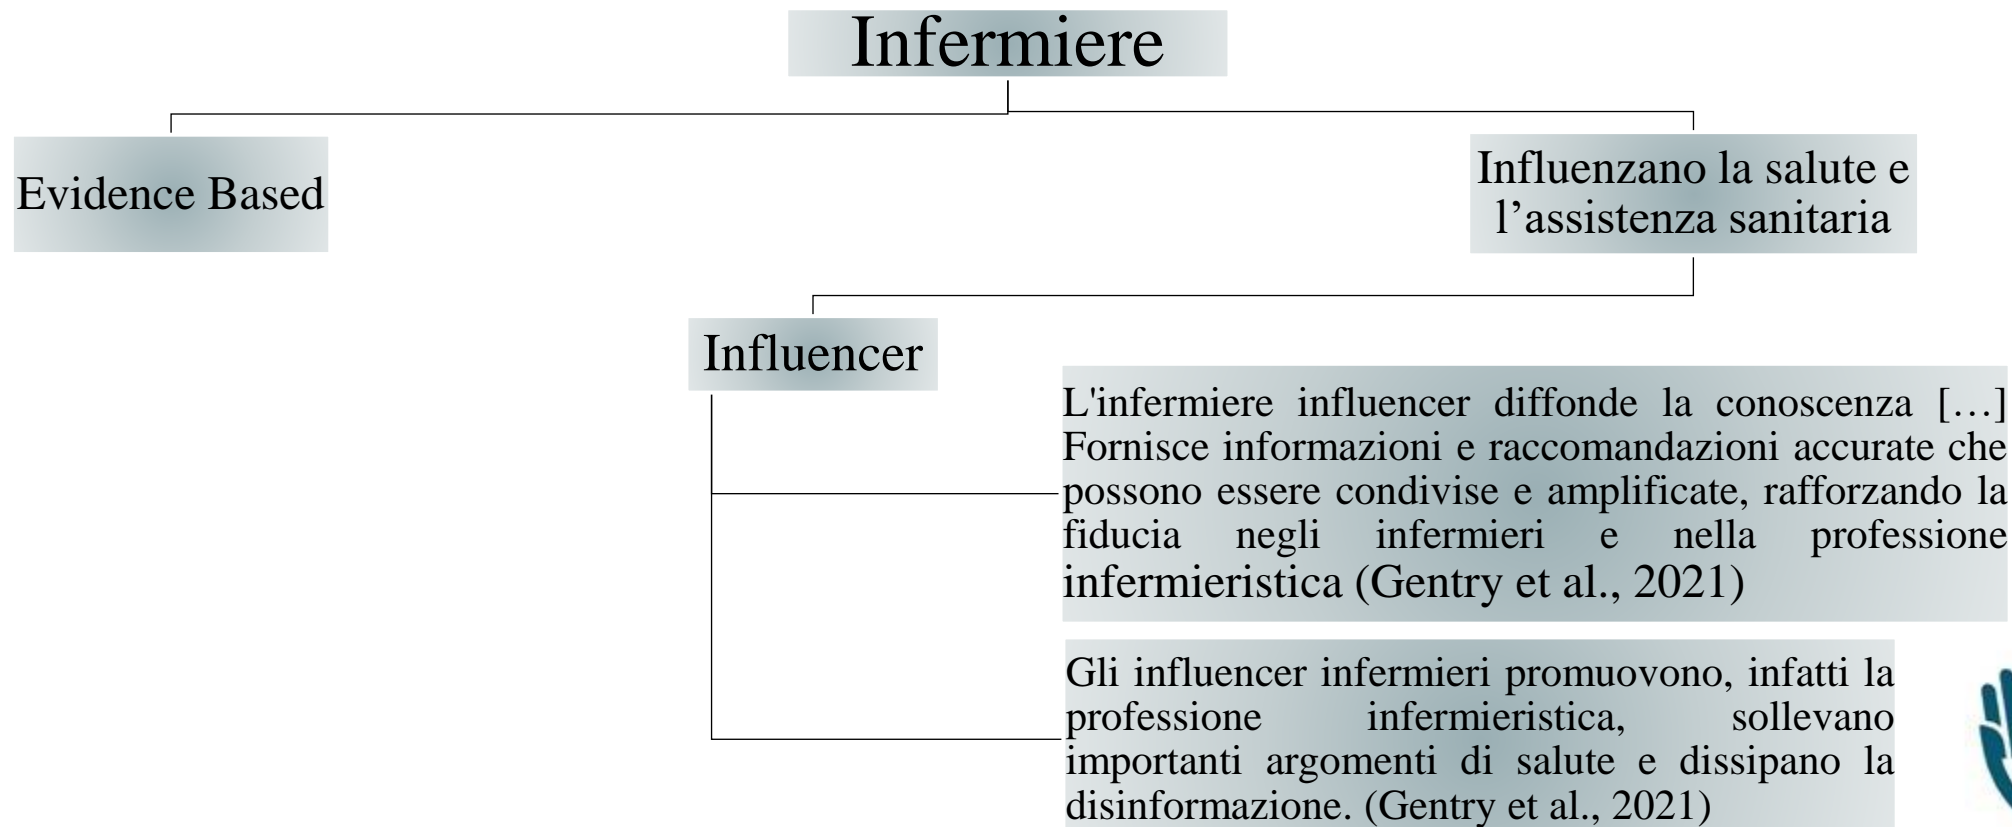 Infermiere
Evidence Based
Influenzano la salute e
l’assistenza sanitaria
Influencer
L'infermiere influencer diffonde la conoscenza […]
Fornisce informazioni e raccomandazioni accurate che
possono essere condivise e amplificate, rafforzando la
fiducia negli infermieri e nella professione
infermieristica (Gentry et al., 2021)
Gli influencer infermieri promuovono, infatti la
professione infermieristica, sollevano
importanti argomenti di salute e dissipano la
disinformazione. (Gentry et al., 2021)